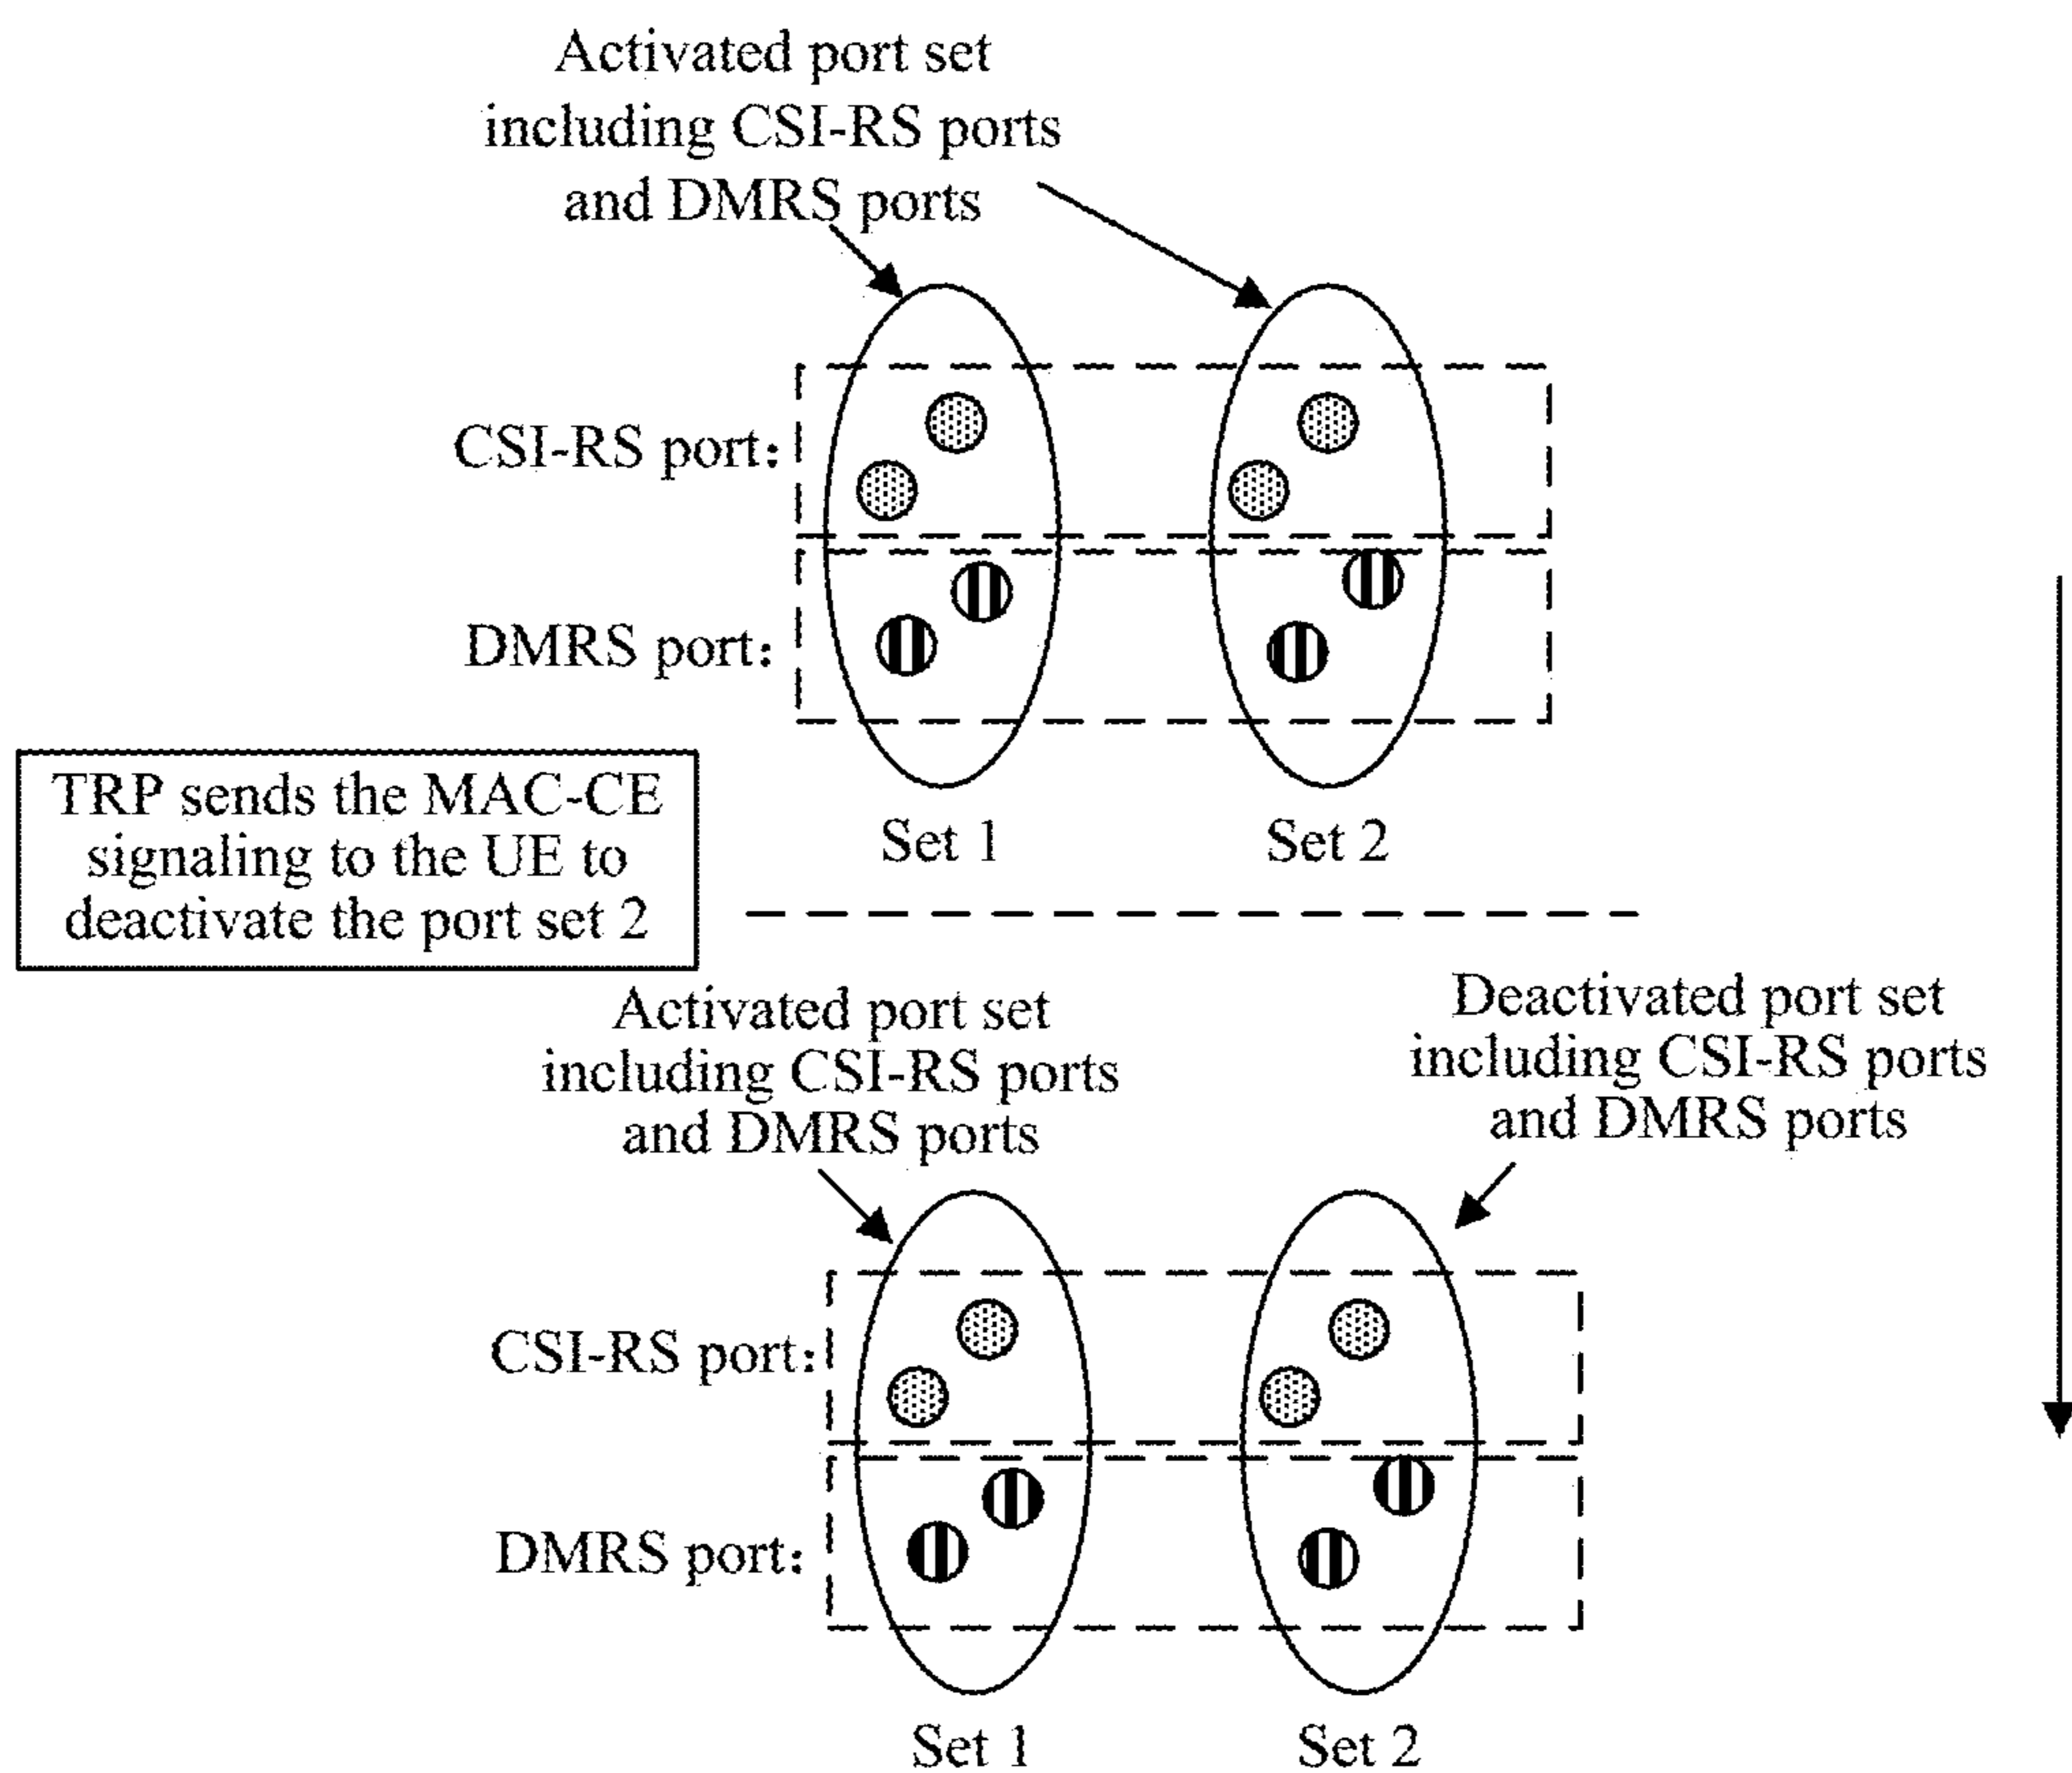 Activated port set
including CSI-RS ports
and DMRS ports
CSI-RS port:
DMRS port:
Set 1
Set 2
TRP sends the MAC-CE
signaling to the UE to
deactivate the port set 2
Activated port set
including CSI-RS ports
and DMRS ports
Deactivated port set
including CSI-RS ports
and DMRS ports
CSI-RS port:
DMRS port:
Set 1
Set 2